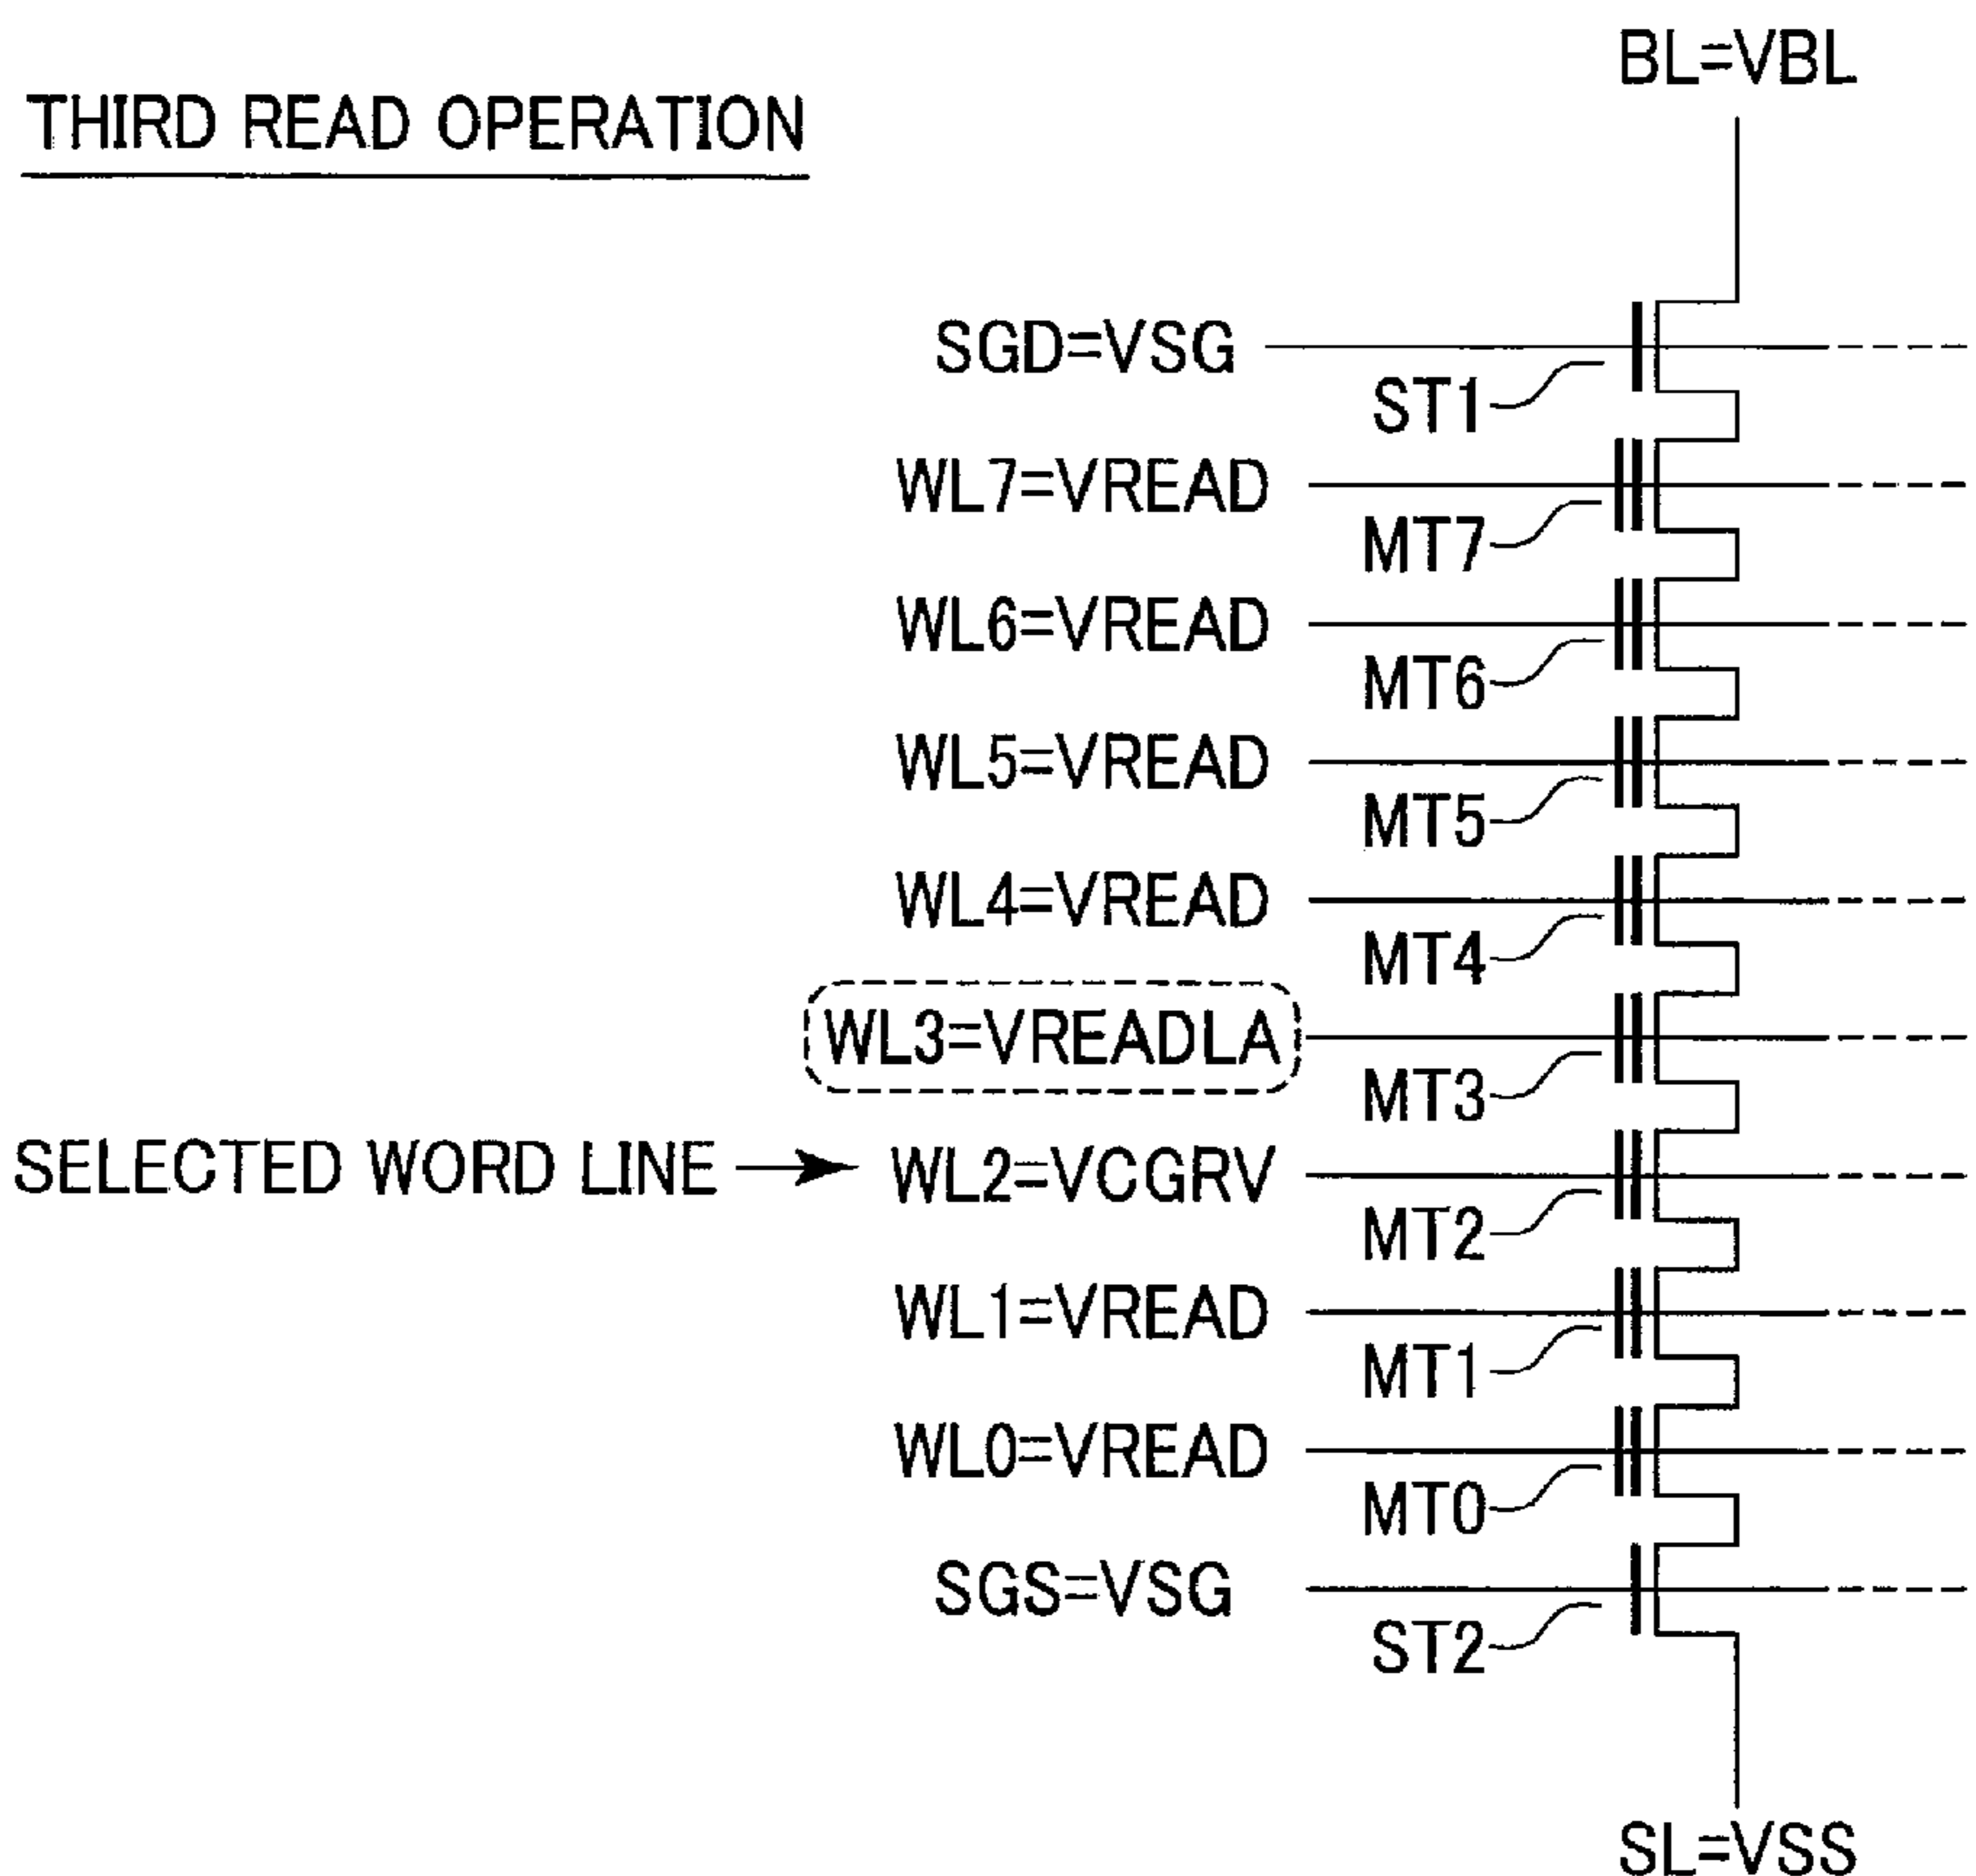 BL=VBL
THIRD READ OPERATION
SGD=VSG
ST1
WL7=VREAD
MT7
WL6=VREAD
MT6
WL5=VREAD
MT5
WL4=VREAD
MT4
WL3=VREADLA
MT3
SELECTED WORD LINE WL2=VCGRV
MT2
WL1=VREAD
MT1
WL0=VREAD
MT0
SGS=VSG
ST2
SL=VSS